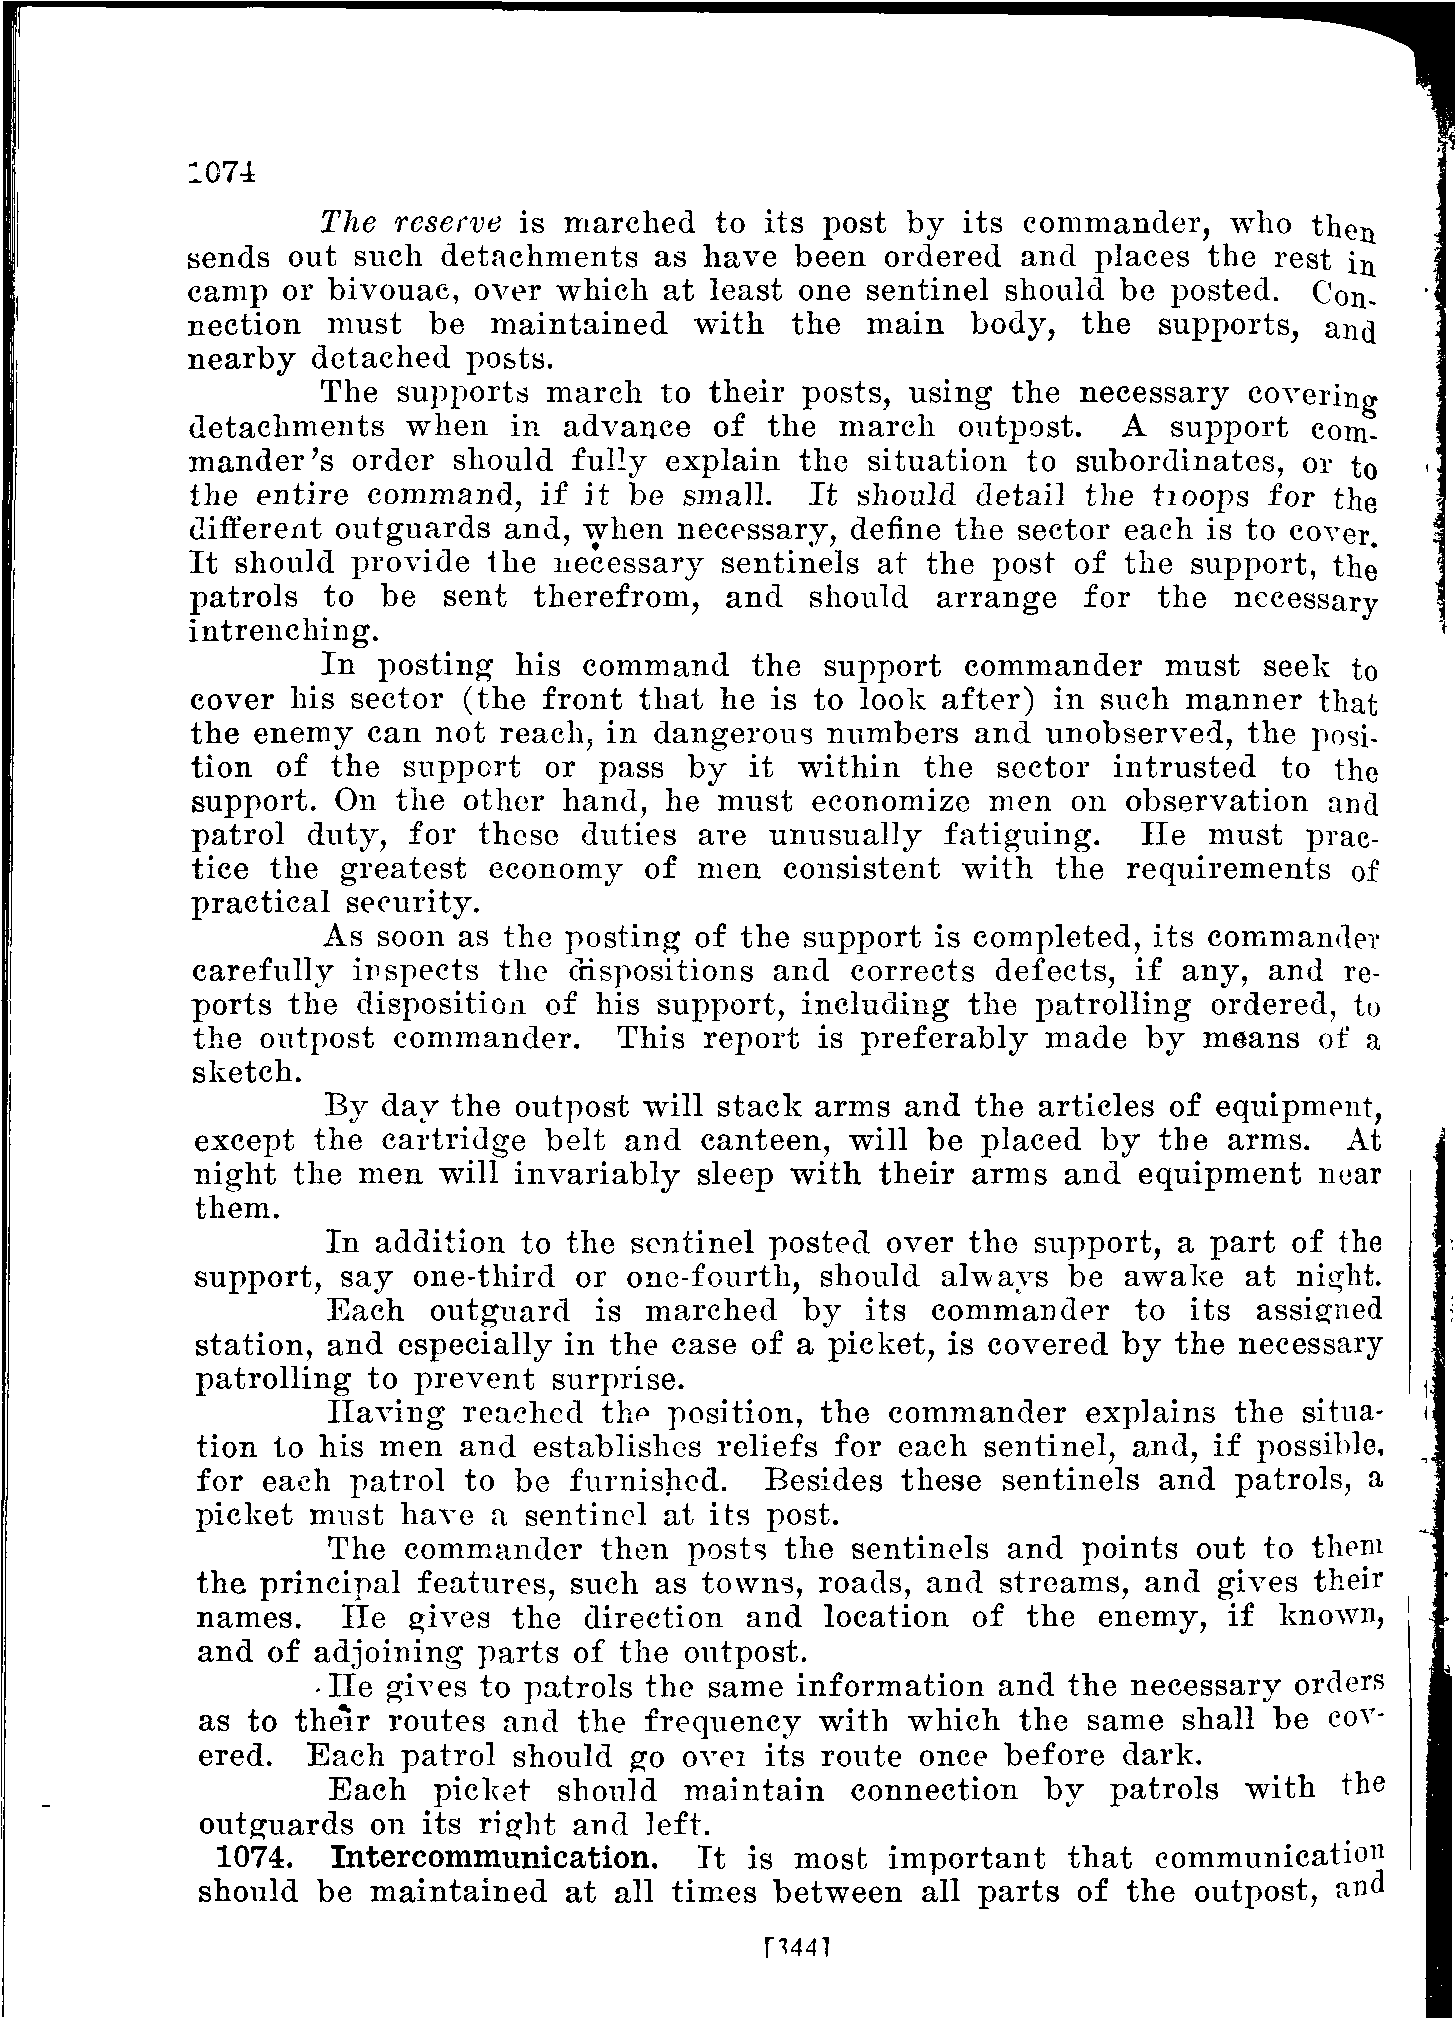 1074
The reserve is marched to its post by its commander, who then
sends out such detachments as have been ordered and places the rest in
camp or bivouac, over which at least one sentinel should be posted. Con-
nection must be maintained with the main body, the supports, and
nearby detached posts.
The supports march to their posts, using the necessary covering
detachments when in advance of the march outpost. A support com-
mander's order should fully explain the situation to subordinates, or to
the entire command, if it be small. It should detail the troops for the
different outguards and, when necessary, define the sector each is to cover.
It should provide the necessary sentinels at the post of the support, the
patrols to be sent therefrom, and should arrange for the necessary
intrenching.
In posting his command the support commander must seek to
cover his sector (the front that he is to look after) in such manner that
the enemy can not reach, in dangerous numbers and unobserved, the posi-
tion of the support or pass by it within the sector intrusted to the
support. On the other hand, he must economize men on observation and
patrol duty, for these duties are unusually fatiguing. He must prac-
tice the greatest economy of men consistent with the requirements of
practical security.
As soon as the posting of the support is completed, its commander
carefully inspects the dispositions and corrects defects, if any, and re-
ports the disposition of his support, including the patrolling ordered, to
the outpost commander. This report is preferably made by means of a
sketch.
By day the outpost will stack arms and the articles of equipment,
except the cartridge belt and canteen, will be placed by the arms. At
night the men will invariably sleep with their arms and equipment near
them.
In addition to the sentinel posted over the support, a part of the
support, say one-third or one-fourth, should always be awake at night.
Each outguard is marched by its commander to its assigned
station, and especially in the case of a picket, is covered by the necessary
patrolling to prevent surprise.
Having reached the position, the commander explains the situa-
tion to his men and establishes reliefs for each sentinel, and, if possible,
for each patrol to be furnished. Besides these sentinels and patrols, a
picket must have a sentinel at its post.
The commander then posts the sentinels and points out to them
the principal features, such as towns, roads, and streams, and gives their
names. He gives the direction and location of the enemy, if known,
and of adjoining parts of the outpost.
He gives to patrols the same information and the necessary orders
as to their routes and the frequency with which the same shall be cov-
ered. Each patrol should go over its route once before dark.
Each picket should maintain connection by patrols with the
outguards on its right and left.
1074. Intercommunication. It is most important that communication
should be maintained at all times between all parts of the outpost, and
[344]